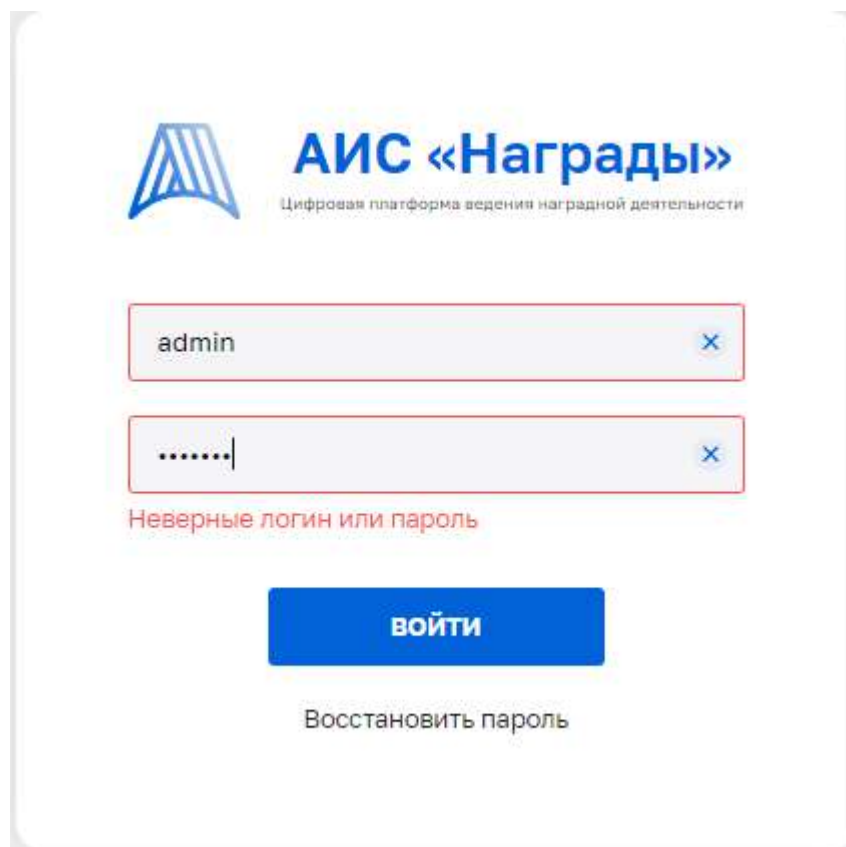 АИС «Награды»
Цифровая платформа ведения наградной деятельности
admin
•••••••
Неверные логин или пароль
ВОЙТИ
Восстановить пароль